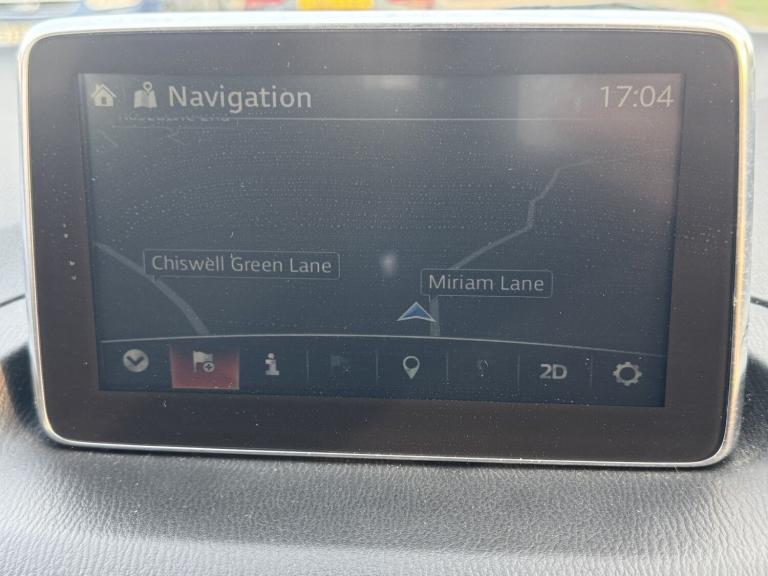 Navigation 17:04
Chiswell Green Lane
Miriam Lane
2D